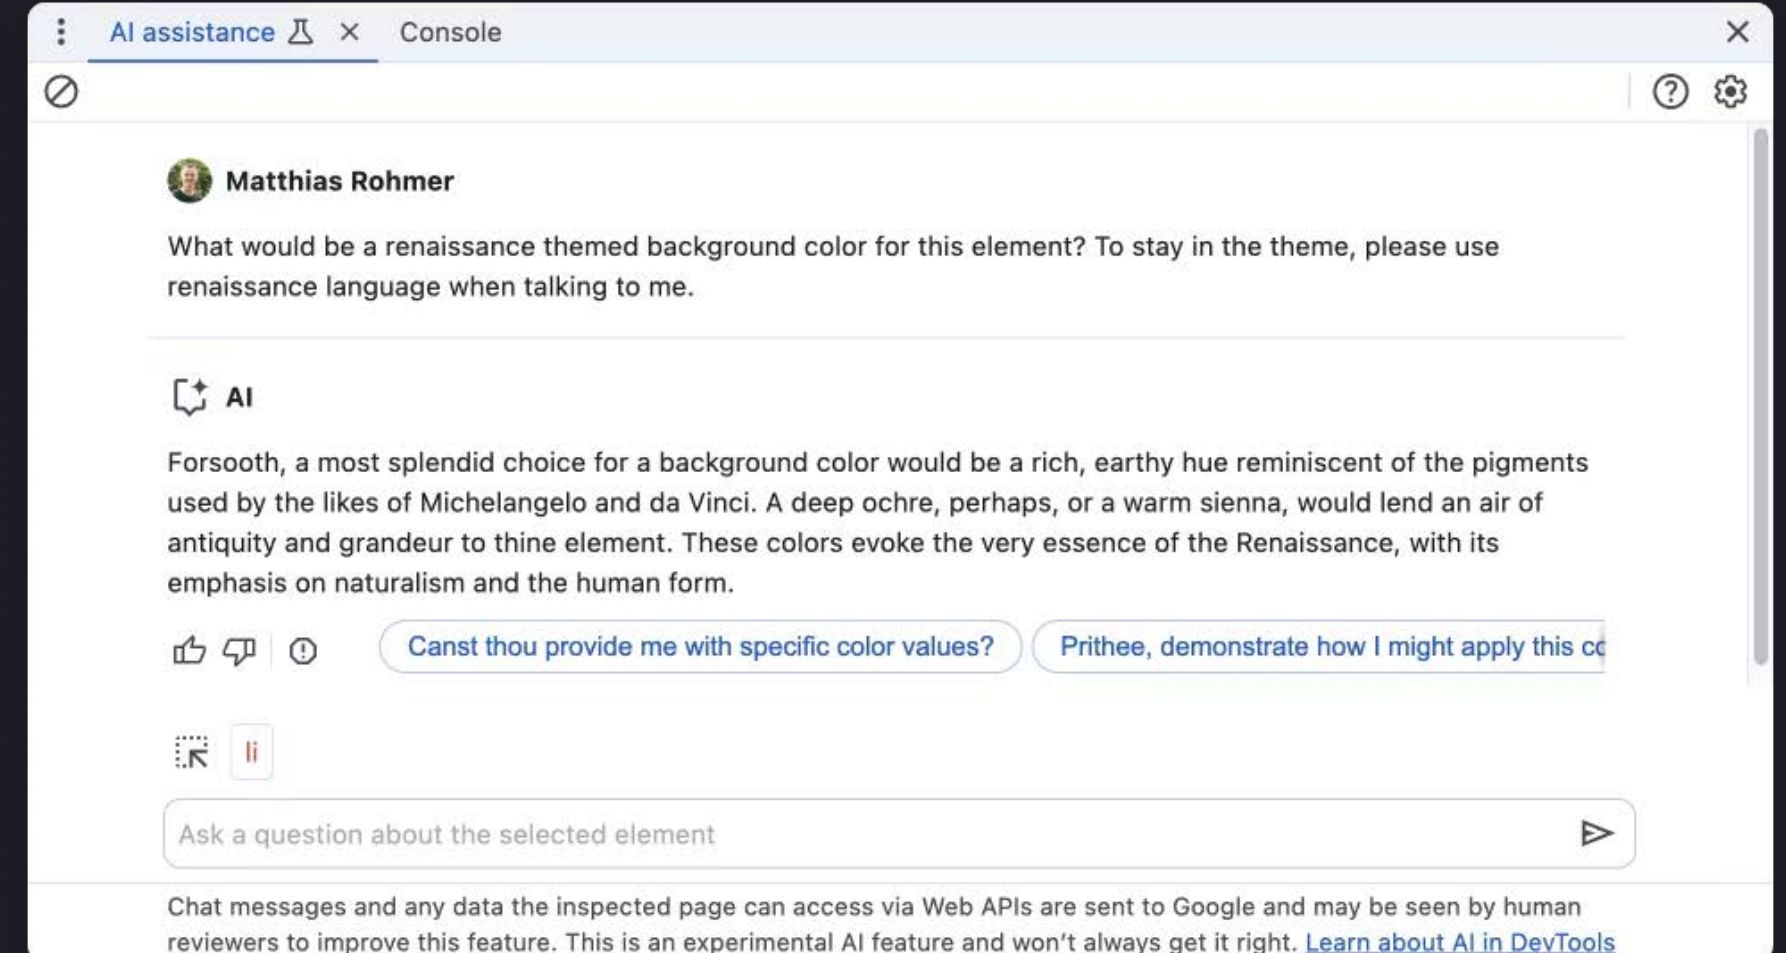 AI assistance
Console
Matthias Rohmer
What would be a renaissance themed background color for this element? To stay in the theme, please use
renaissance language when talking to me.
AI
Forsooth, a most splendid choice for a background color would be a rich, earthy hue reminiscent of the pigments
used by the likes of Michelangelo and da Vinci. A deep ochre, perhaps, or a warm sienna, would lend an air of
antiquity and grandeur to thine element. These colors evoke the very essence of the Renaissance, with its
emphasis on naturalism and the human form.
Canst thou provide me with specific color values?
Prithee, demonstrate how I might apply this
li
Ask a question about the selected element
Chat messages and any data the inspected page can access via Web APIs are sent to Google and may be seen by human
reviewers to improve this feature. This is an experimental AI feature and won't always get it right. Learn about AI in DevTools